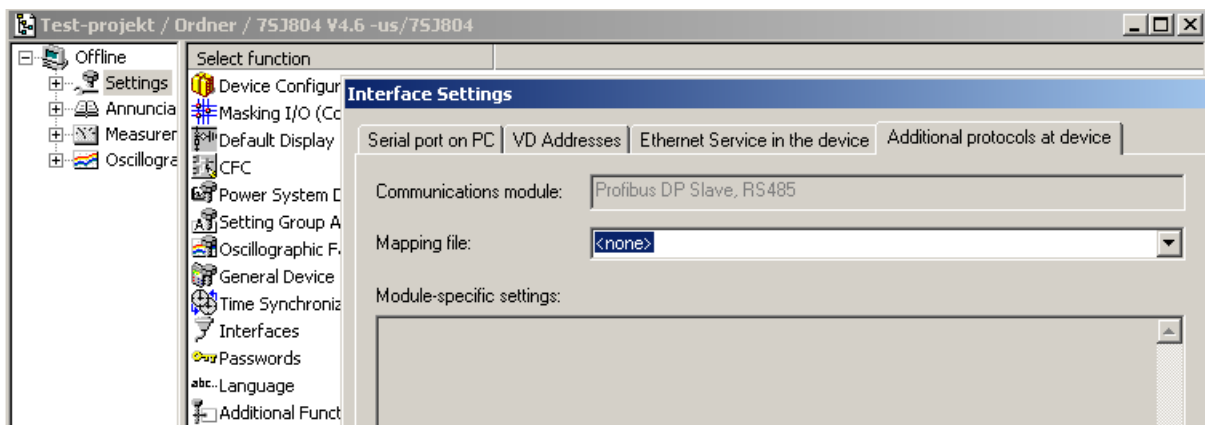 Test-projekt / Ordner / 7SJ804 V4.6 -us/7SJ804
Offline
Settings
Annuncia
Measurer
Oscillogra
Select function
Device Configur
Masking I/O (Co
Default Display
CFC
Power System D
Setting Group A
Oscillographic F
General Device
Time Synchroniz
Interfaces
Passwords
abc..Language
Additional Funct
Interface Settings
Serial port on PC VD Addresses Ethernet Service in the device Additional protocols at device
Communications module: Profibus DP Slave, RS485
Mapping file: <none>
Module-specific settings: